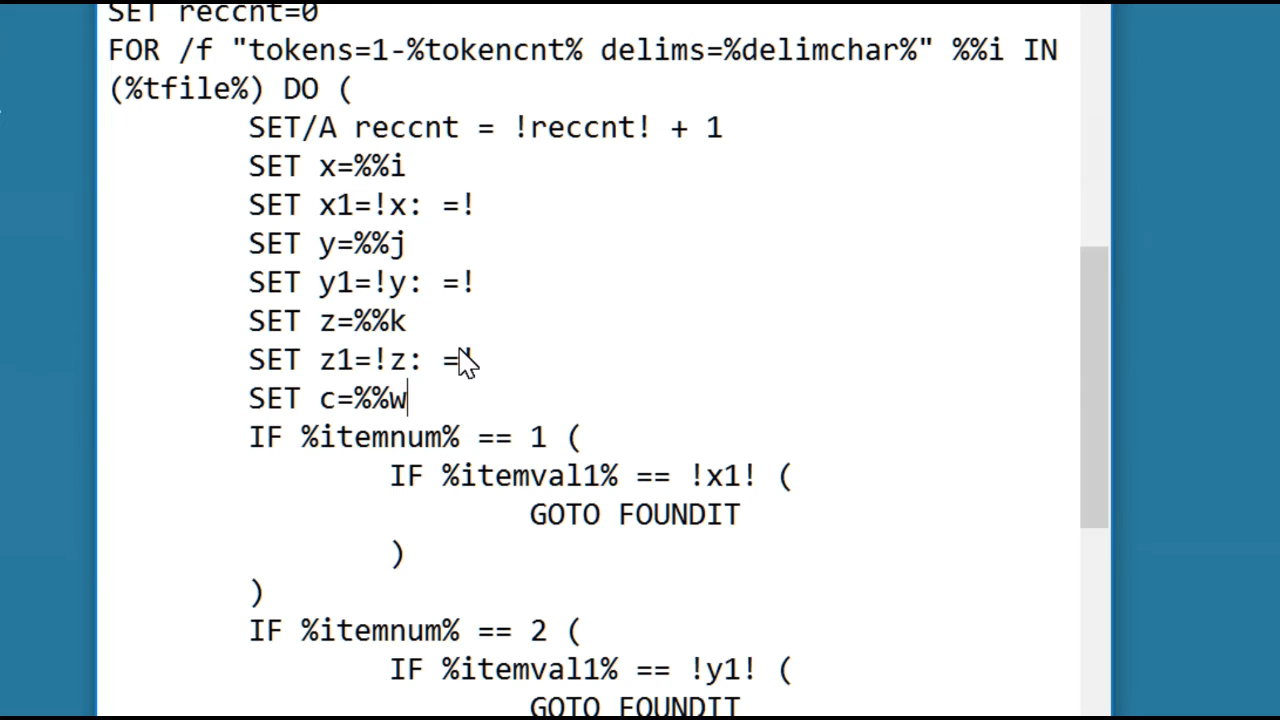 SET reccnt=0
FOR /f "tokens=1-%tokencnt% delims=%delimchar%" %%i IN
(%tfile%) DO (
SET/A reccnt = !reccnt! + 1
SET x=%%i
SET x1=!x: =!
SET y=%%j
SET y1=!y: =!
SET z=%%k
SET z1=!z: =!
SET c=%%w
IF %itemnum% == 1 (
IF %itemval1% == !x1! (
GOTO FOUNDIT
)
)
IF %itemnum% == 2 (
IF %itemval1% == !y1! (
GOTO FOUNDIT